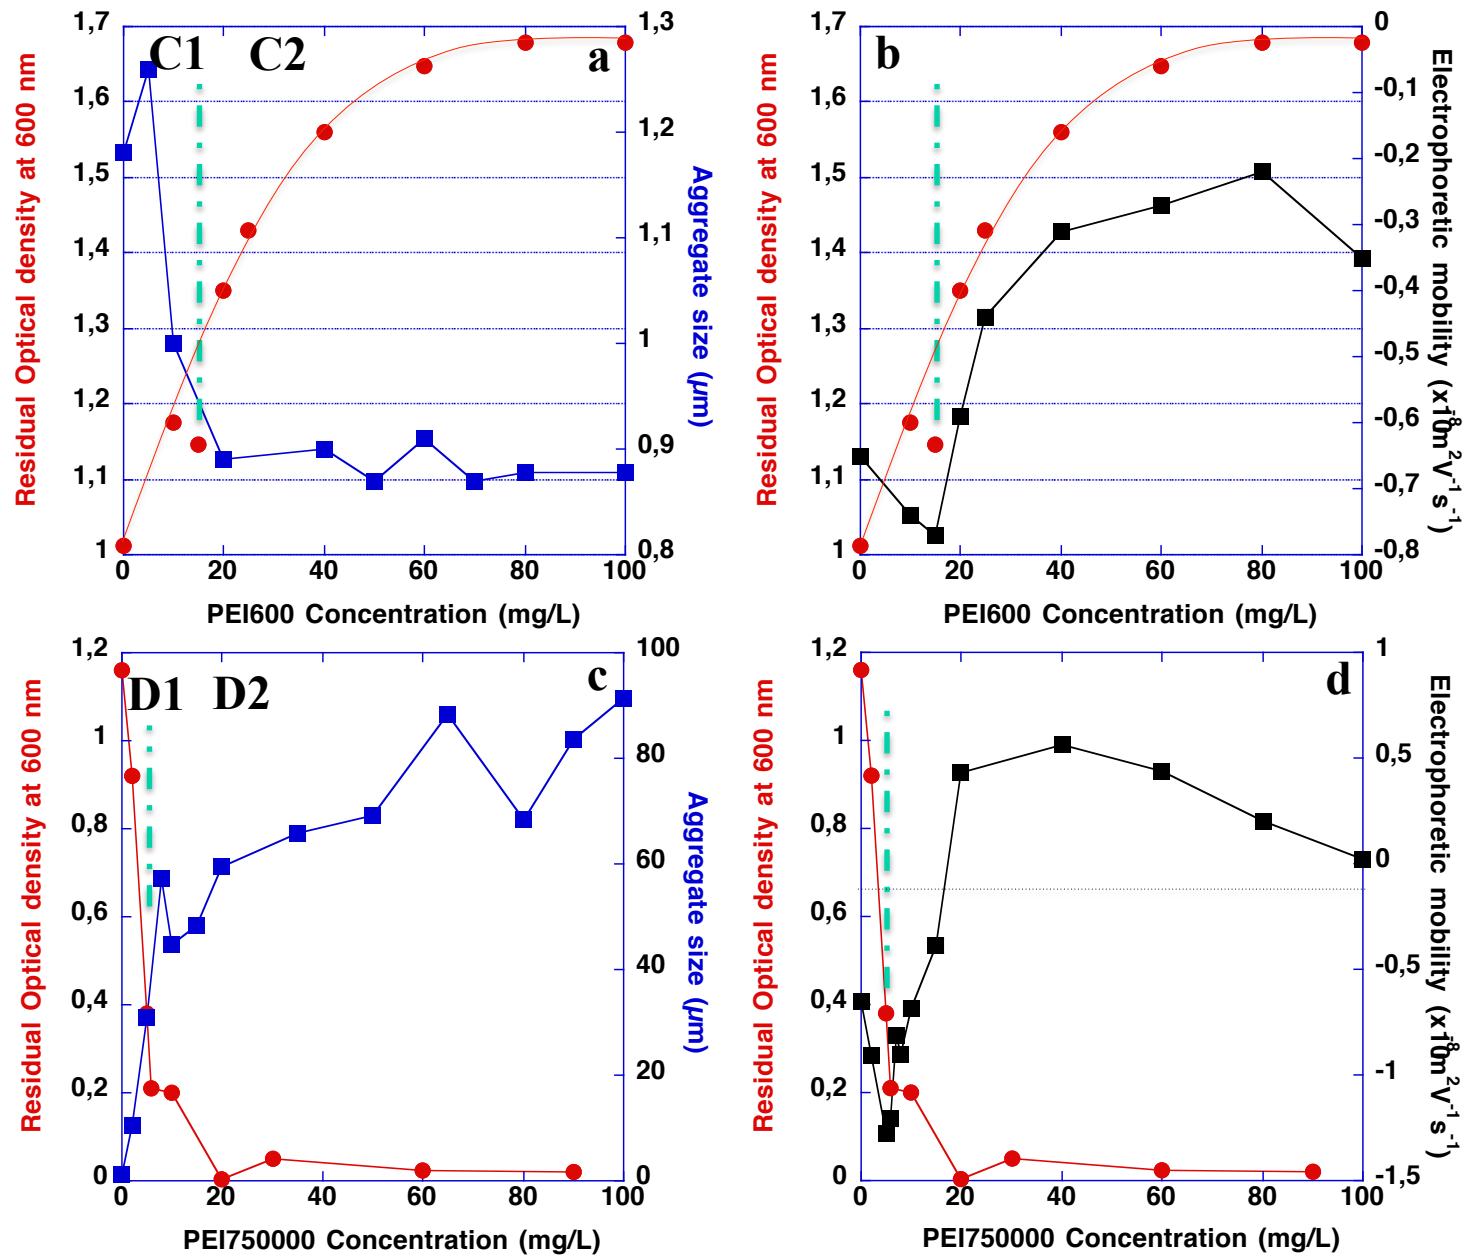 C1 C2 a
1,7
1,6
1,5
1,4
1,3
1,2
1,1
1
Residual Optical density at 600 nm
1,3
1,2
1,1
1
0,9
0,8
Aggregate size (µm)
0 20 40 60 80 100
PEI600 Concentration (mg/L)
b
1,7
1,6
1,5
1,4
1,3
1,2
1,1
1
Residual Optical density at 600 nm
0
-0,1
-0,2
-0,3
-0,4
-0,5
-0,6
-0,7
-0,8
Electrophoretic mobility (x10⁻⁸m²V⁻¹s⁻¹)
0 20 40 60 80 100
PEI600 Concentration (mg/L)
D1 D2 c
1,2
1
0,8
0,6
0,4
0,2
0
Residual Optical density at 600 nm
100
80
60
40
20
0
Aggregate size (µm)
0 20 40 60 80 100
PEI750000 Concentration (mg/L)
d
1,2
1
0,8
0,6
0,4
0,2
0
Residual Optical density at 600 nm
1
0,5
0
-0,5
-1
-1,5
Electrophoretic mobility (x10⁻⁸m²V⁻¹s⁻¹)
0 20 40 60 80 100
PEI750000 Concentration (mg/L)